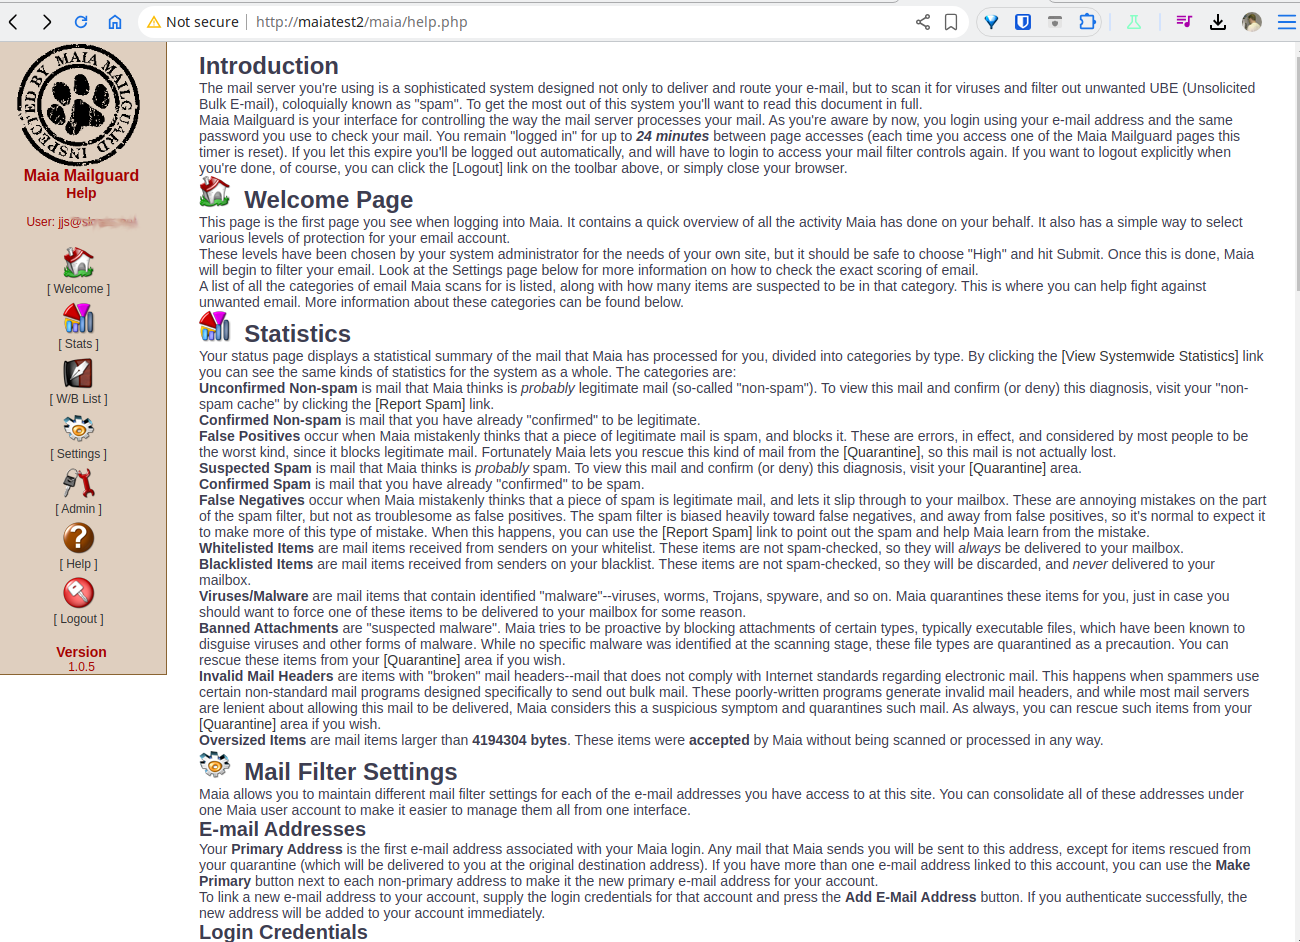 Not secure
http://maiatest2/maia/help.php
INSPECTED BY MAIA MAILGUARD
Maia Mailguard
Help
User: jjs@
[ Welcome ]
[ Stats ]
[ W/B List ]
[ Settings ]
[ Admin ]
[ Help ]
[ Logout ]
Version
1.0.5
Introduction
The mail server you're using is a sophisticated system designed not only to deliver and route your e-mail, but to scan it for viruses and filter out unwanted UBE (Unsolicited
Bulk E-mail), coloquially known as "spam". To get the most out of this system you'll want to read this document in full.
Maia Mailguard is your interface for controlling the way the mail server processes your mail. As you're aware by now, you login using your e-mail address and the same
password you use to check your mail. You remain "logged in" for up to 24 minutes between page accesses (each time you access one of the Maia Mailguard pages this
timer is reset). If you let this expire you'll be logged out automatically, and will have to login to access your mail filter controls again. If you want to logout explicitly when
you're done, of course, you can click the [Logout] link on the toolbar above, or simply close your browser.
Welcome Page
This page is the first page you see when logging into Maia. It contains a quick overview of all the activity Maia has done on your behalf. It also has a simple way to select
various levels of protection for your email account.
These levels have been chosen by your system administrator for the needs of your own site, but it should be safe to choose "High" and hit Submit. Once this is done, Maia
will begin to filter your email. Look at the Settings page below for more information on how to check the exact scoring of email.
A list of all the categories of email Maia scans for is listed, along with how many items are suspected to be in that category. This is where you can help fight against
unwanted email. More information about these categories can be found below.
Statistics
Your status page displays a statistical summary of the mail that Maia has processed for you, divided into categories by type. By clicking the [View Systemwide Statistics] link
you can see the same kinds of statistics for the system as a whole. The categories are:
Unconfirmed Non-spam is mail that Maia thinks is probably legitimate mail (so-called "non-spam"). To view this mail and confirm (or deny) this diagnosis, visit your "non-
spam cache" by clicking the [Report Spam] link.
Confirmed Non-spam is mail that you have already "confirmed" to be legitimate.
False Positives occur when Maia mistakenly thinks that a piece of legitimate mail is spam, and blocks it. These are errors, in effect, and considered by most people to be
the worst kind, since it blocks legitimate mail. Fortunately Maia lets you rescue this kind of mail from the [Quarantine], so this mail is not actually lost.
Suspected Spam is mail that Maia thinks is probably spam. To view this mail and confirm (or deny) this diagnosis, visit your [Quarantine] area.
Confirmed Spam is mail that you have already "confirmed" to be spam.
False Negatives occur when Maia mistakenly thinks that a piece of spam is legitimate mail, and lets it slip through to your mailbox. These are annoying mistakes on the part
of the spam filter, but not as troublesome as false positives. The spam filter is biased heavily toward false negatives, and away from false positives, so it's normal to expect it
to make more of this type of mistake. When this happens, you can use the [Report Spam] link to point out the spam and help Maia learn from the mistake.
Whitelisted Items are mail items received from senders on your whitelist. These items are not spam-checked, so they will always be delivered to your mailbox.
Blacklisted Items are mail items received from senders on your blacklist. These items are not spam-checked, so they will be discarded, and never delivered to your
mailbox.
Viruses/Malware are mail items that contain identified "malware"--viruses, worms, Trojans, spyware, and so on. Maia quarantines these items for you, just in case you
should want to force one of these items to be delivered to your mailbox for some reason.
Banned Attachments are "suspected malware". Maia tries to be proactive by blocking attachments of certain types, typically executable files, which have been known to
disguise viruses and other forms of malware. While no specific malware was identified at the scanning stage, these file types are quarantined as a precaution. You can
rescue these items from your [Quarantine] area if you wish.
Invalid Mail Headers are items with "broken" mail headers--mail that does not comply with Internet standards regarding electronic mail. This happens when spammers use
certain non-standard mail programs designed specifically to send out bulk mail. These poorly-written programs generate invalid mail headers, and while most mail servers
are lenient about allowing this mail to be delivered, Maia considers this a suspicious symptom and quarantines such mail. As always, you can rescue such items from your
[Quarantine] area if you wish.
Oversized Items are mail items larger than 4194304 bytes. These items were accepted by Maia without being scanned or processed in any way.
Mail Filter Settings
Maia allows you to maintain different mail filter settings for each of the e-mail addresses you have access to at this site. You can consolidate all of these addresses under
one Maia user account to make it easier to manage them all from one interface.
E-mail Addresses
Your Primary Address is the first e-mail address associated with your Maia login. Any mail that Maia sends you will be sent to this address, except for items rescued from
your quarantine (which will be delivered to you at the original destination address). If you have more than one e-mail address linked to this account, you can use the Make
Primary button next to each non-primary address to make it the new primary e-mail address for your account.
To link a new e-mail address to your account, supply the login credentials for that account and press the Add E-Mail Address button. If you authenticate successfully, the
new address will be added to your account immediately.
Login Credentials